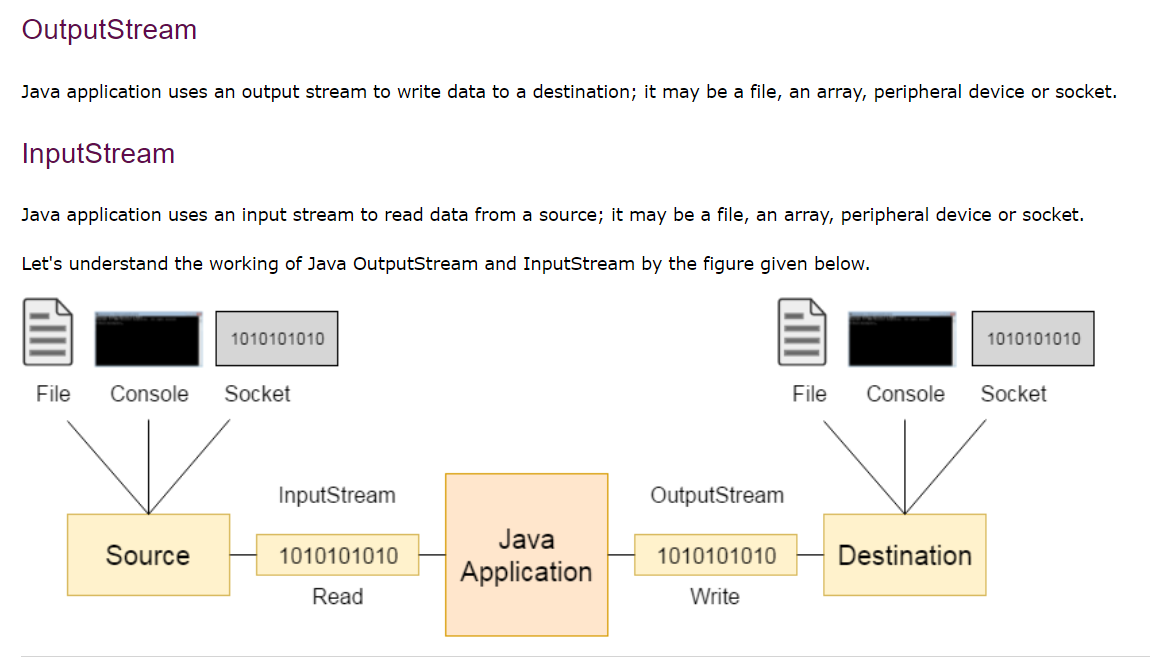 OutputStream
Java application uses an output stream to write data to a destination; it may be a file, an array, peripheral device or socket.
InputStream
Java application uses an input stream to read data from a source; it may be a file, an array, peripheral device or socket.
Let's understand the working of Java OutputStream and InputStream by the figure given below.
1010101010
1010101010
File Console Socket
File Console Socket
InputStream
OutputStream
Source
1010101010
Java
Application
1010101010
Destination
Read
Write